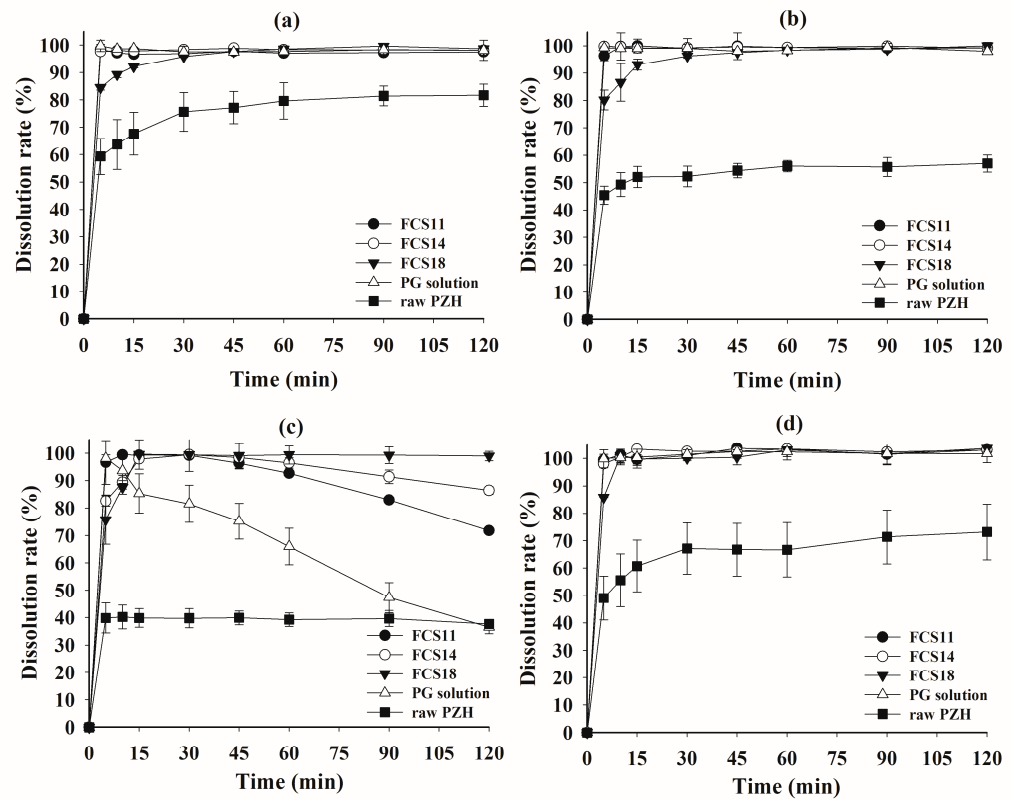 (a)
Dissolution rate (%)
100
90
80
70
60
50
40
30
20
10
0
FCS11
FCS14
FCS18
PG solution
raw PZH
0 15 30 45 60 75 90 105 120
Time (min)
(b)
Dissolution rate (%)
100
90
80
70
60
50
40
30
20
10
0
FCS11
FCS14
FCS18
PG solution
raw PZH
0 15 30 45 60 75 90 105 120
Time (min)
(c)
Dissolution rate (%)
100
90
80
70
60
50
40
30
20
10
0
FCS11
FCS14
FCS18
PG solution
raw PZH
0 15 30 45 60 75 90 105 120
Time (min)
(d)
Dissolution rate (%)
100
90
80
70
60
50
40
30
20
10
0
FCS11
FCS14
FCS18
PG solution
raw PZH
0 15 30 45 60 75 90 105 120
Time (min)